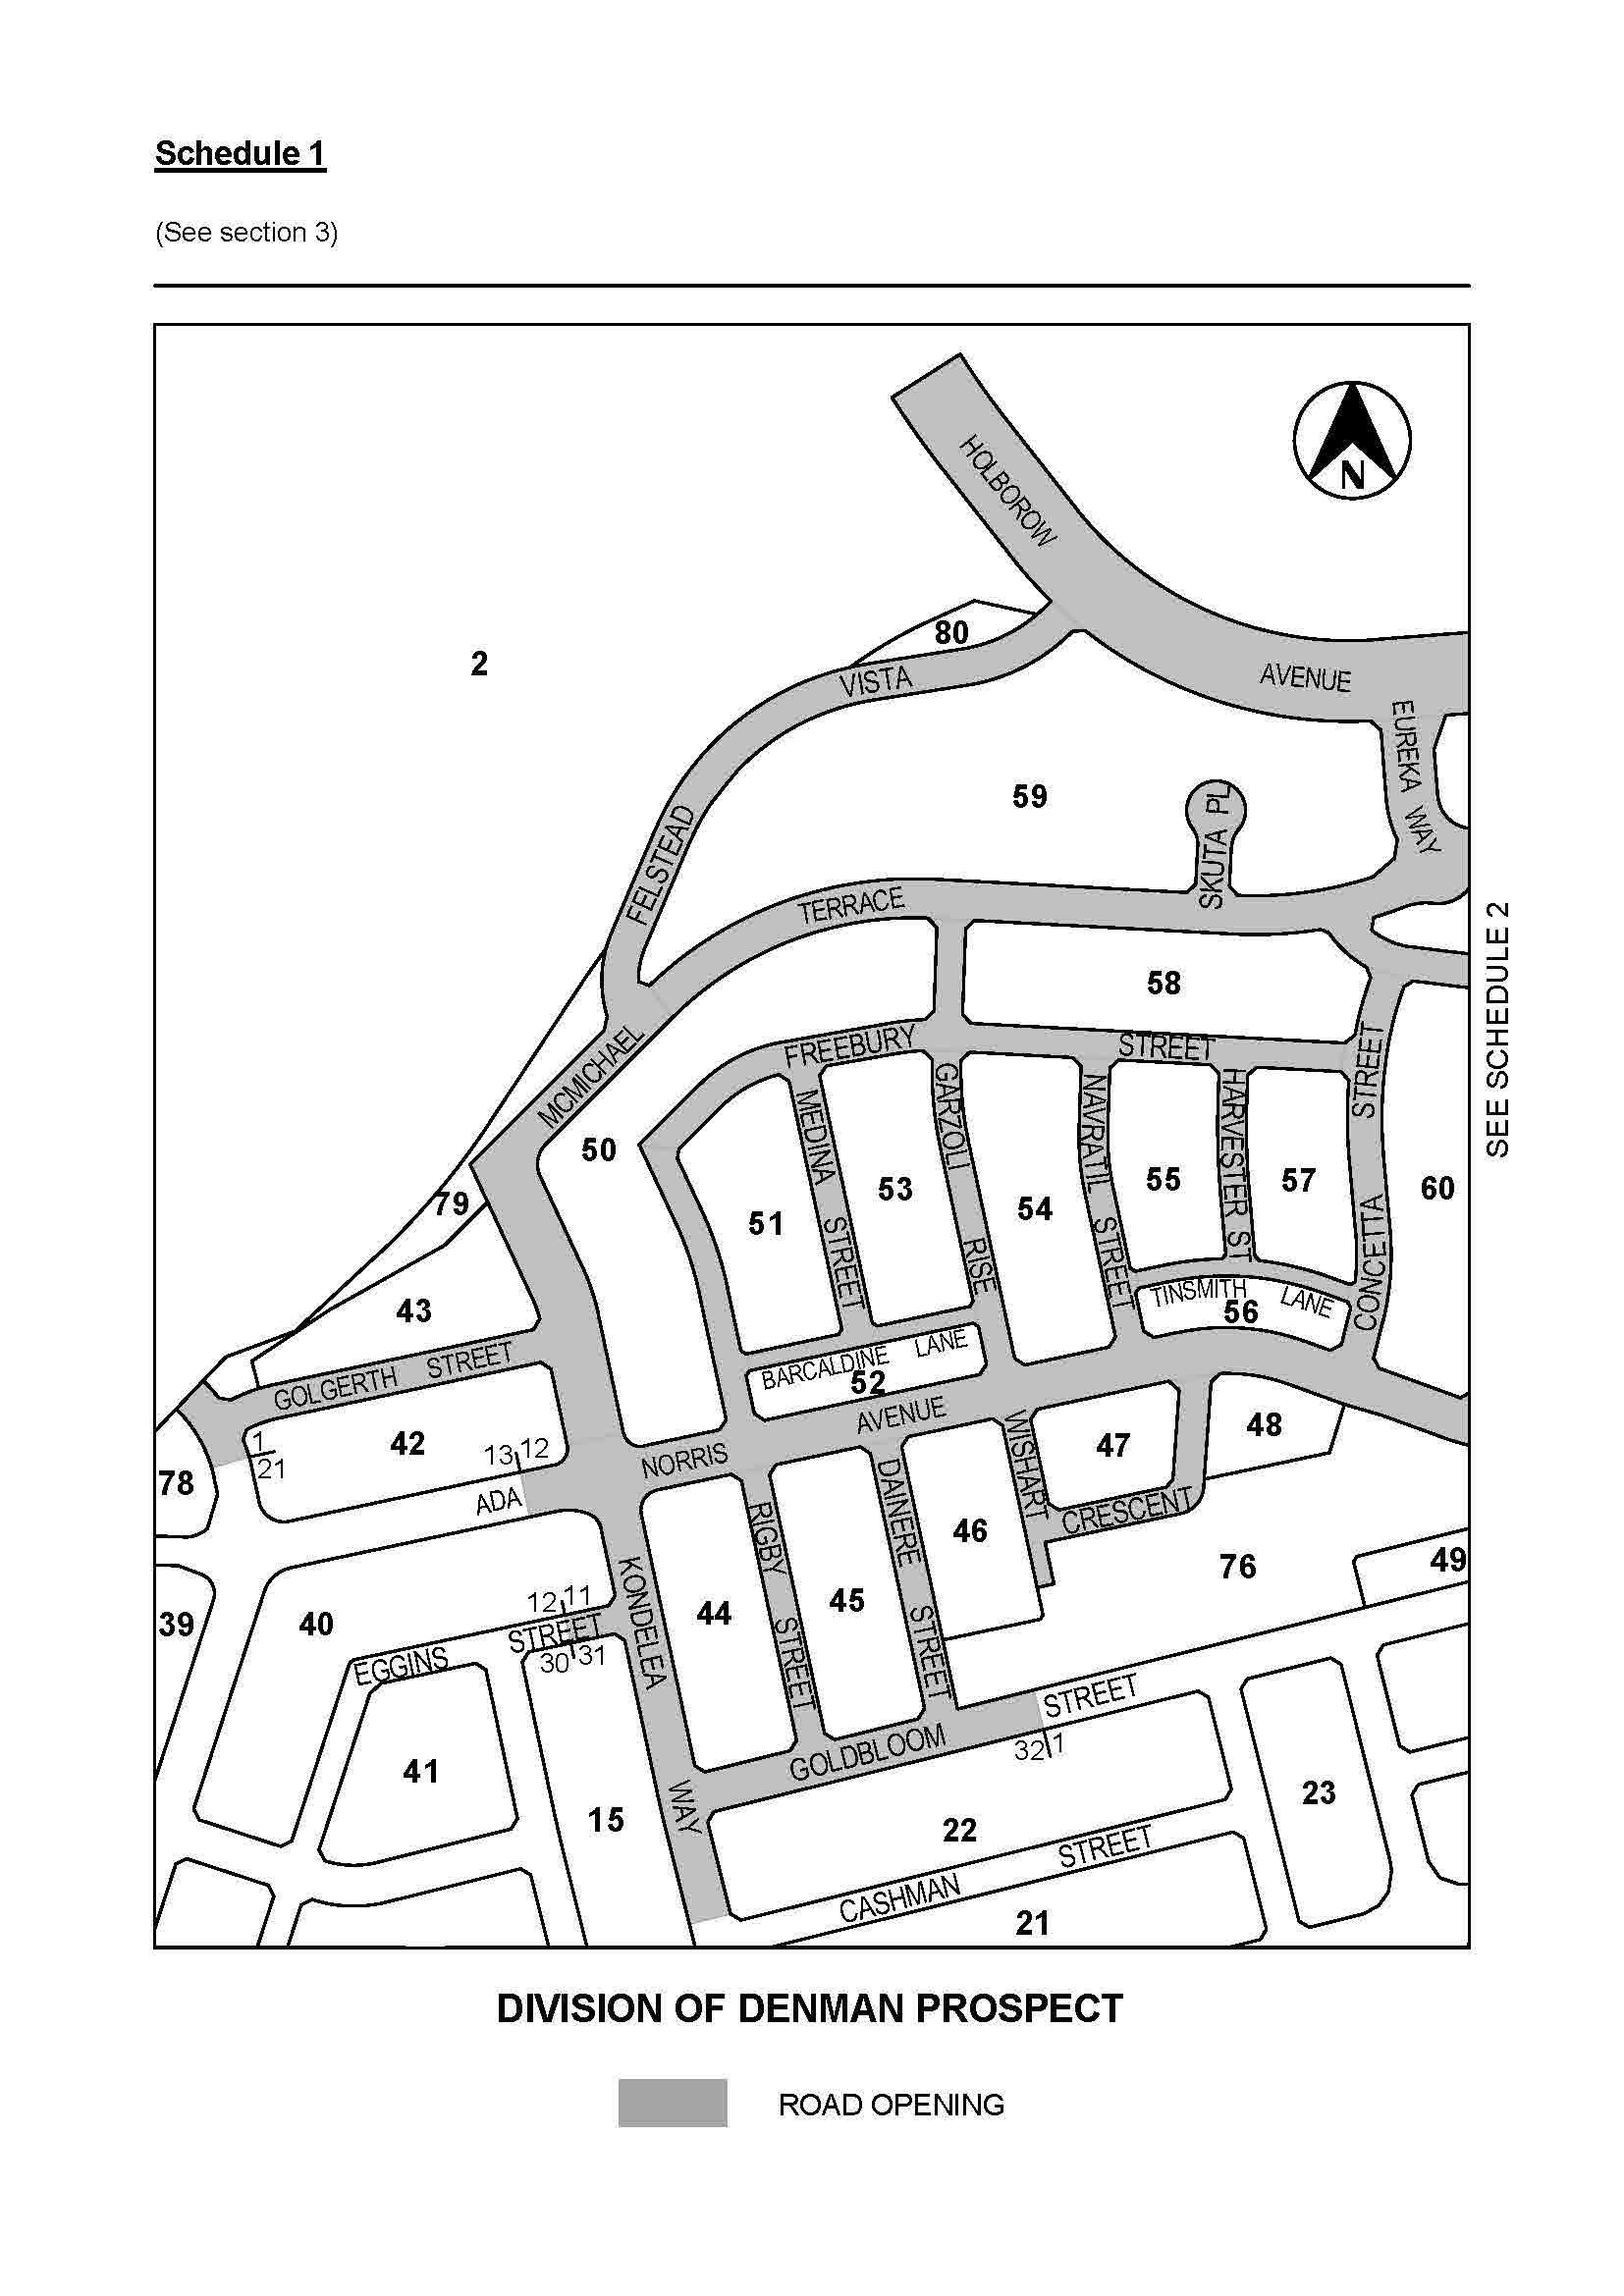 Schedule 1
(See section 3)
HOLBOROW
AVENUE
N
2
80
VISTA
EUREKA WAY
59
SKUTA PL
FELSTEAD
TERRACE
SEE SCHEDULE 2
58
MCMICHAEL
FREEBURY
STREET
STREET
50
MEDINA
STREET
GARZOLI
RISE
NAVRATIL
STREET
HARVESTER ST
CONCETTA
79
51
53
54
55
57
60
43
TINSMITH LANE
56
GOLGERTH STREET
BARCALDINE LANE
52
AVENUE
NORRIS
WISHART
CRESCENT
42
1
21
13
12
78
ADA
47
48
RIGBY
STREET
DAINERE
STREET
46
76
49
KONDELEA
WAY
39
40
12
11
STREET
EGGINS
30
31
44
45
STREET
GOLDBLOOM
32
1
41
15
22
23
STREET
CASHMAN
21
DIVISION OF DENMAN PROSPECT
ROAD OPENING